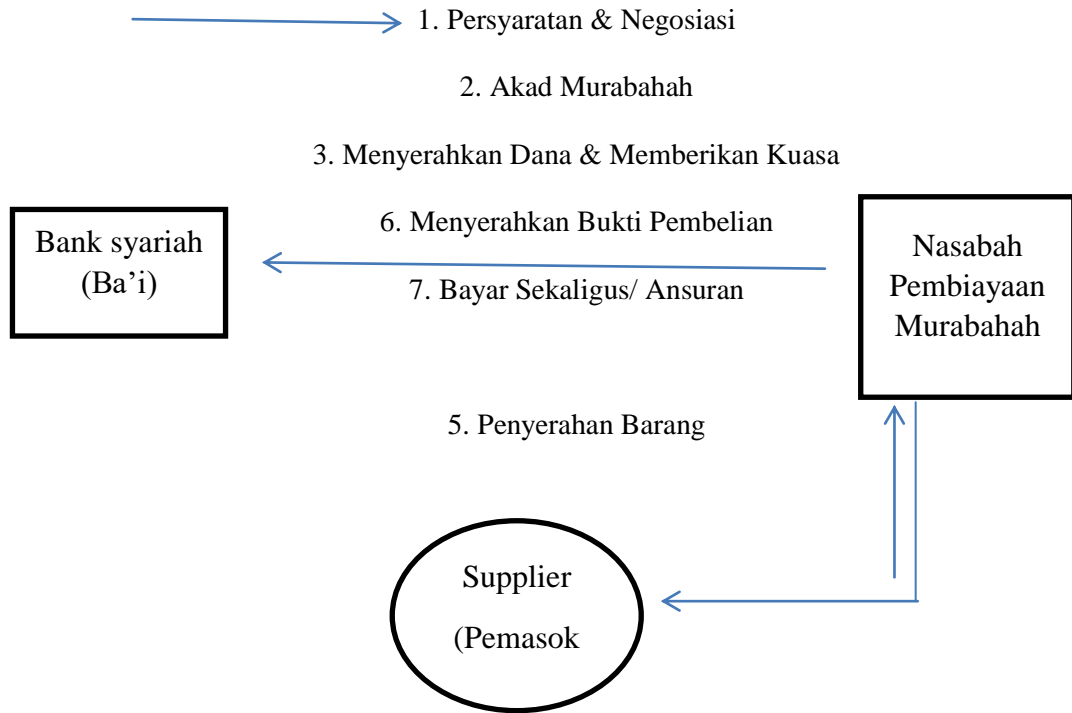 1. Persyaratan & Negosiasi
2. Akad Murabahah
3. Menyerahkan Dana & Memberikan Kuasa
6. Menyerahkan Bukti Pembelian
Bank syariah
(Ba’i)
7. Bayar Sekaligus/ Ansuran
Nasabah
Pembiayaan
Murabahah
5. Penyerahan Barang
Supplier
(Pemasok